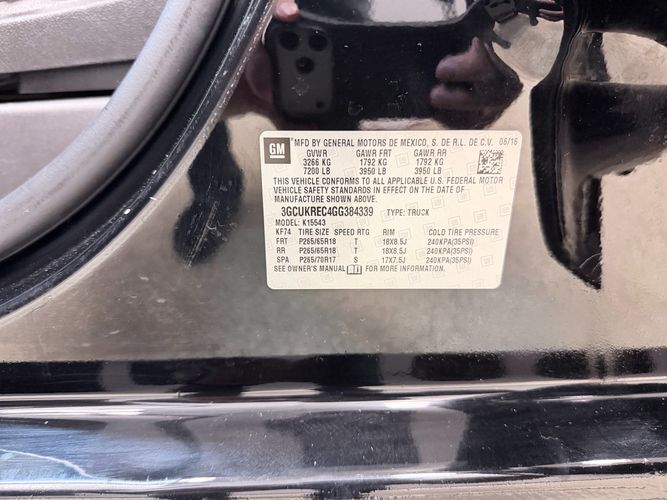 GM
MFD BY GENERAL MOTORS DE MEXICO, S. DE R.L. DE C.V. 06/16
GVWR GAWR FRT GAWR RR
3266 KG 1792 KG 1792 KG
7200 LB 3950 LB 3950 LB
THIS VEHICLE CONFORMS TO ALL APPLICABLE U.S. FEDERAL MOTOR
VEHICLE SAFETY STANDARDS IN EFFECT ON THE DATE OF
MANUFACTURE SHOWN ABOVE.
3GCUKREC4GG384339 TYPE: TRUCK
MODEL: K15543
KF74 TIRE SIZE SPEED RTG RIM COLD TIRE PRESSURE
FRT P265/65R18 T 18X8.5J 240KPA(35PSI)
RR P265/65R18 T 18X8.5J 240KPA(35PSI)
SPA P265/70R17 S 17X7.5J 240KPA(35PSI)
SEE OWNER'S MANUAL FOR MORE INFORMATION.